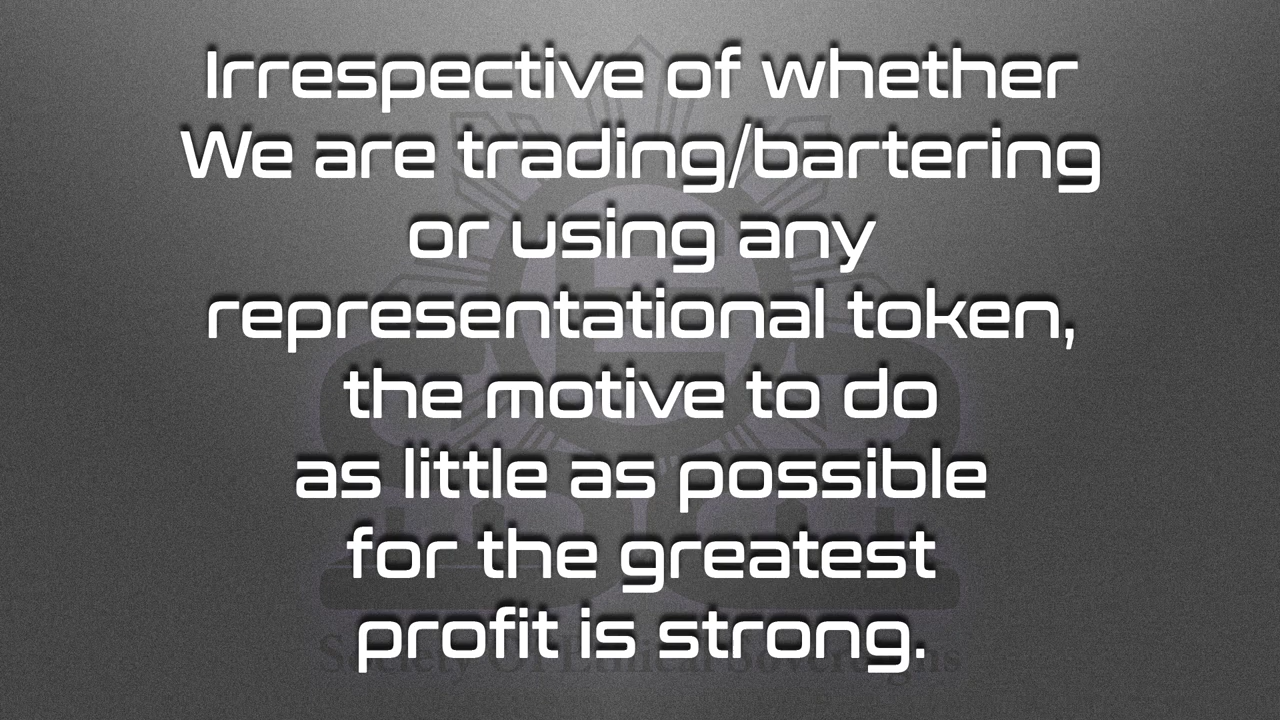 Irrespective of whether
We are trading/bartering
or using any
representational token,
the motive to do
as little as possible
for the greatest
profit is strong.